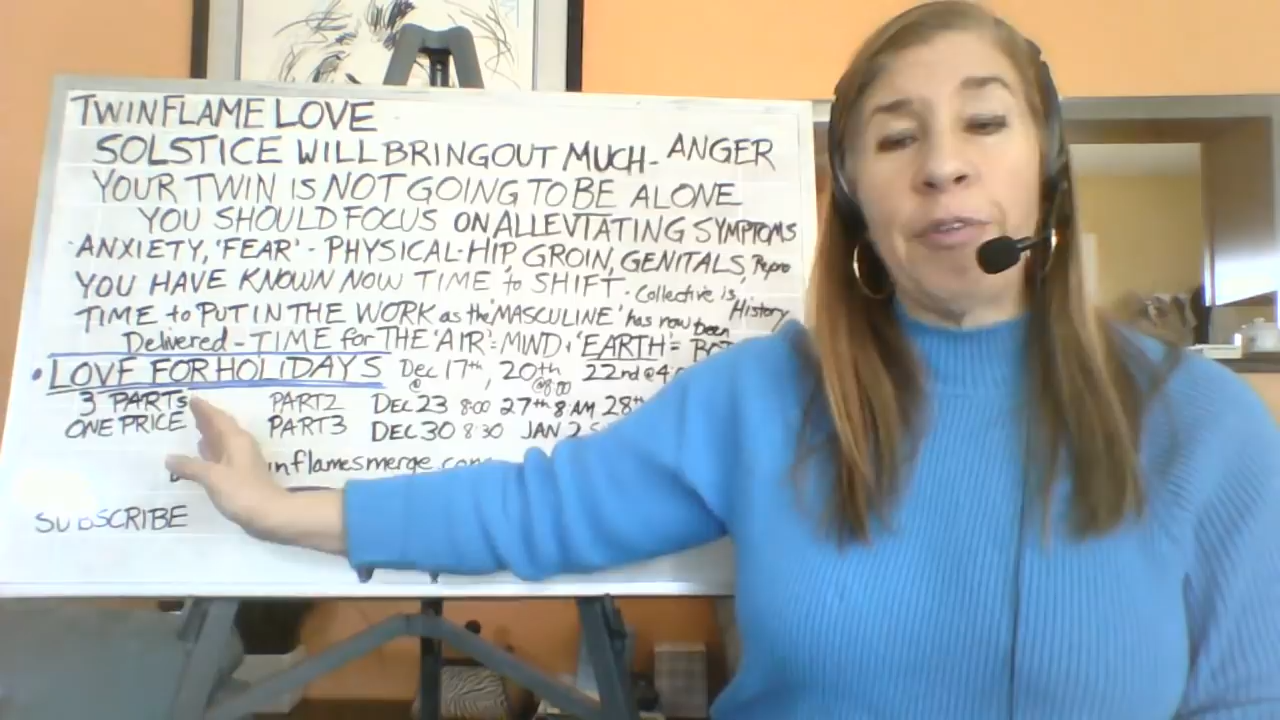 TWINFLAME LOVE
SOLSTICE WILL BRING OUT MUCH - ANGER
YOUR TWIN IS NOT GOING TO BE ALONE
YOU SHOULD FOCUS ON ALLEVIATING SYMPTOMS
ANXIETY, 'FEAR' - PHYSICAL - HIP, GROIN, GENITALS, Repro
YOU HAVE KNOWN NOW TIME to SHIFT. Collective is History
TIME to PUT IN THE WORK as the 'MASCULINE' has now been
Delivered - TIME for THE 'AIR' = MIND + 'EARTH' =
• LOVE FOR HOLIDAYS Dec 17th, 20th 22nd @
@ @8:00
3 PARTs PART2 DEC 23 8:00 27th 8:AM 28th
ONE PRICE PART3 DEC 30 8:30 JAN 2
inflamesmerge.com
SUBSCRIBE